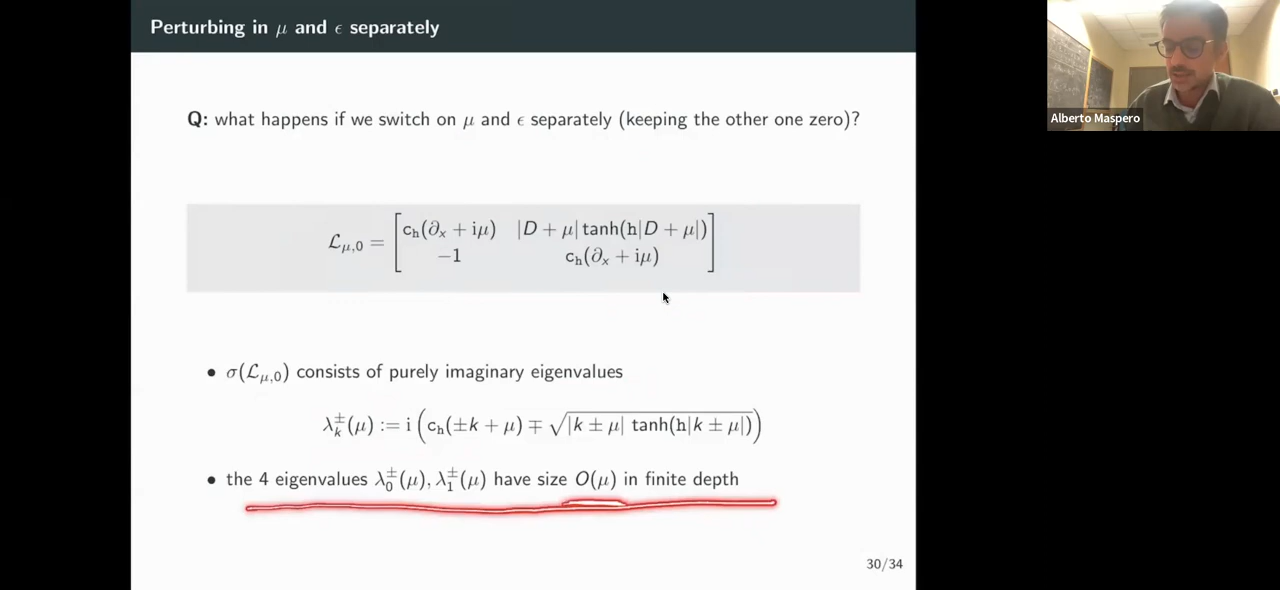 Perturbing in μ and ϵ separately
Alberto Maspero
Q: what happens if we switch on μ and ϵ separately (keeping the other one zero)?
ℒ_{μ,0} = [ c_h(∂_x + iμ)   |D + μ| tanh(h|D + μ|)
−1   c_h(∂_x + iμ) ]
• σ(ℒ_{μ,0}) consists of purely imaginary eigenvalues
λ_k^±(μ) := i ( c_h(±k + μ) ∓ √(|k ± μ| tanh(h|k ± μ|)) )
• the 4 eigenvalues λ_0^±(μ), λ_1^±(μ) have size O(μ) in finite depth
30/34